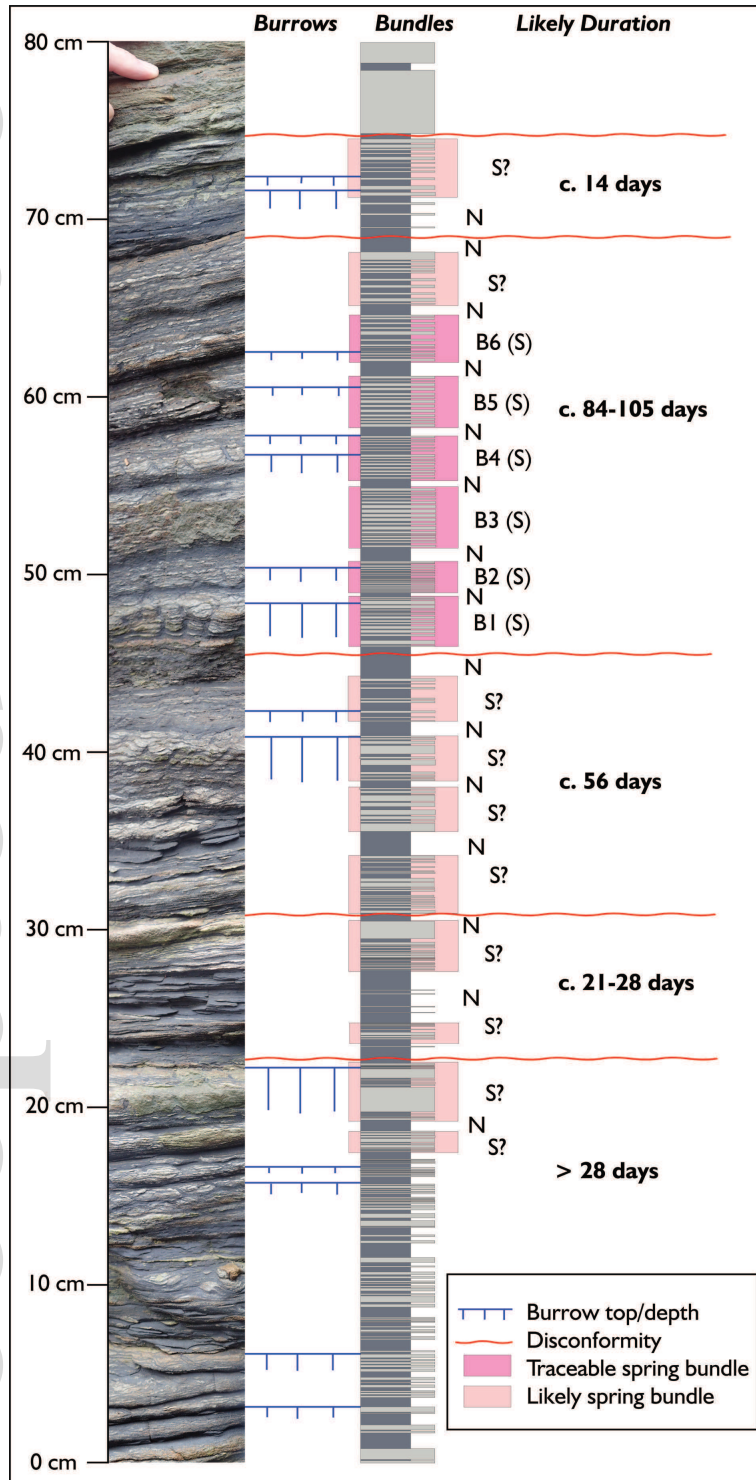 Burrows Bundles Likely Duration
80 cm
S?
c. 14 days
70 cm
N
N
S?
N
B6 (S)
N
60 cm
B5 (S)
c. 84-105 days
N
B4 (S)
N
B3 (S)
N
50 cm
B2 (S)
N
B1 (S)
N
S?
N
40 cm
S?
N
c. 56 days
S?
N
S?
30 cm
N
S?
c. 21-28 days
N
S?
20 cm
S?
N
S?
> 28 days
10 cm
Burrow top/depth
Disconformity
Traceable spring bundle
Likely spring bundle
0 cm